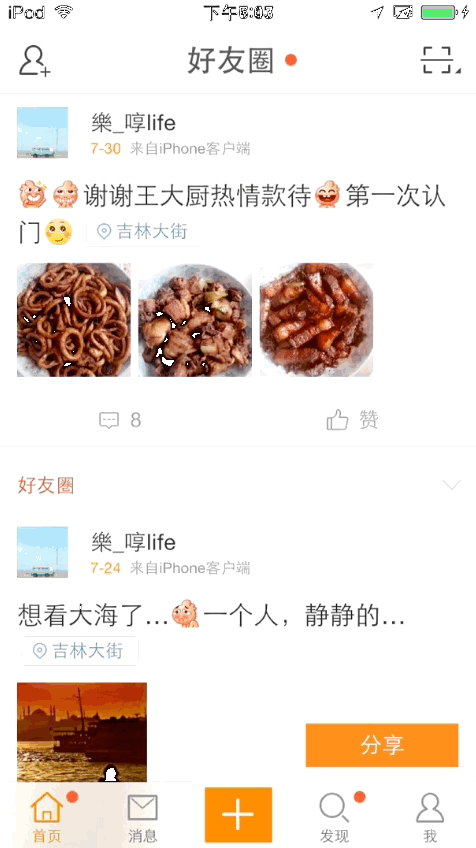 iPod
好友圈
樂_啍life
7-30 来自iPhone客户端
谢谢王大厨热情款待 第一次认
门 吉林大街
8 赞
好友圈
樂_啍life
7-24 来自iPhone客户端
想看大海了... 一个人，静静的...
吉林大街
分享
首页 消息 发现 我